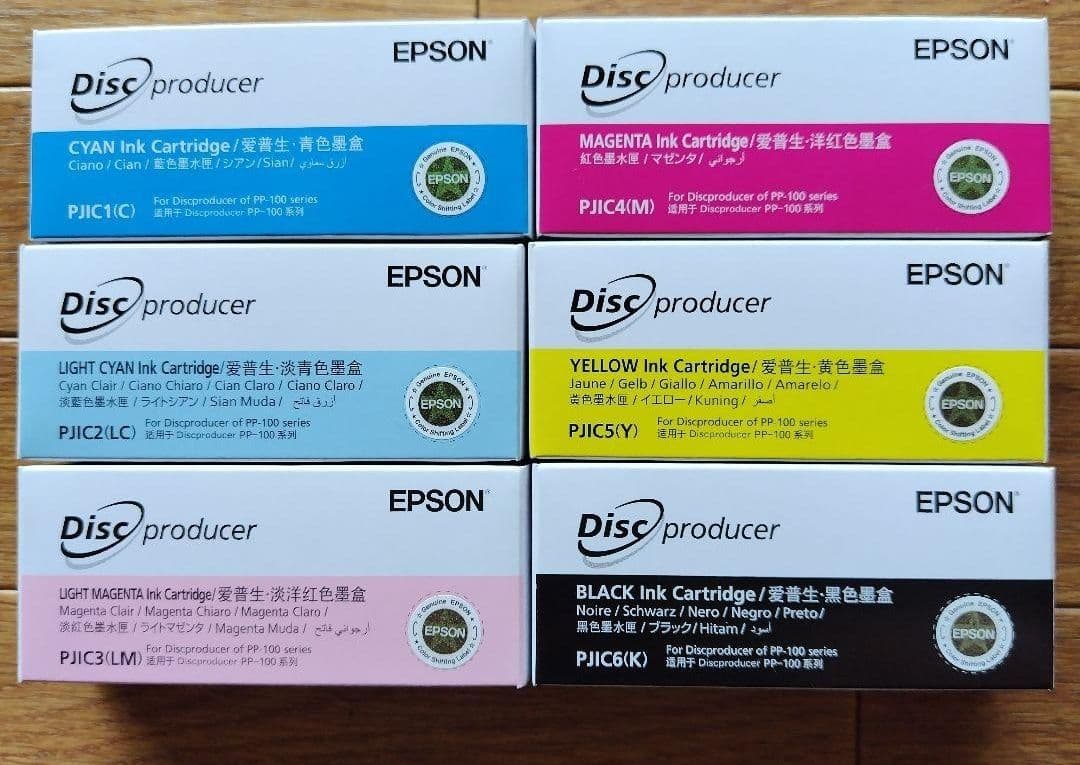 EPSON
Disc producer
CYAN Ink Cartridge/爱普生·青色墨盒
Ciano / Cian / 藍色墨水匣 / シアン / Sian / أزرق سماوي
PJIC1(C) For Discproducer of PP-100 series
适用于 Discproducer PP-100 系列
Genuine EPSON
EPSON
Color Shifting Label
EPSON
Disc producer
MAGENTA Ink Cartridge/爱普生·洋红色墨盒
紅色墨水匣 / マゼンタ / أرجواني
PJIC4(M) For Discproducer of PP-100 series
适用于 Discproducer PP-100 系列
Genuine EPSON
EPSON
Color Shifting Label
EPSON
Disc producer
LIGHT CYAN Ink Cartridge/爱普生·淡青色墨盒
Cyan Clair / Ciano Chiaro / Cian Claro / Ciano Claro /
淡藍色墨水匣 / ライトシアン / Sian Muda / أزرق فاتح
PJIC2(LC) For Discproducer of PP-100 series
适用于 Discproducer PP-100 系列
Genuine EPSON
EPSON
Color Shifting Label
EPSON
Disc producer
YELLOW Ink Cartridge/爱普生·黄色墨盒
Jaune / Gelb / Giallo / Amarillo / Amarelo /
黄色墨水匣 / イエロー / Kuning / أصفر
PJIC5(Y) For Discproducer of PP-100 series
适用于 Discproducer PP-100 系列
Genuine EPSON
EPSON
Color Shifting Label
EPSON
Disc producer
LIGHT MAGENTA Ink Cartridge/爱普生·淡洋红色墨盒
Magenta Clair / Magenta Chiaro / Magenta Claro /
淡紅色墨水匣 / ライトマゼンタ / Magenta Muda / أرجواني فاتح
PJIC3(LM) For Discproducer of PP-100 series
适用于 Discproducer PP-100 系列
Genuine EPSON
EPSON
Color Shifting Label
EPSON
Disc producer
BLACK Ink Cartridge/爱普生·黑色墨盒
Noire / Schwarz / Nero / Negro / Preto /
黑色墨水匣 / ブラック / Hitam / أسود
PJIC6(K) For Discproducer of PP-100 series
适用于 Discproducer PP-100 系列
Genuine EPSON
EPSON
Color Shifting Label